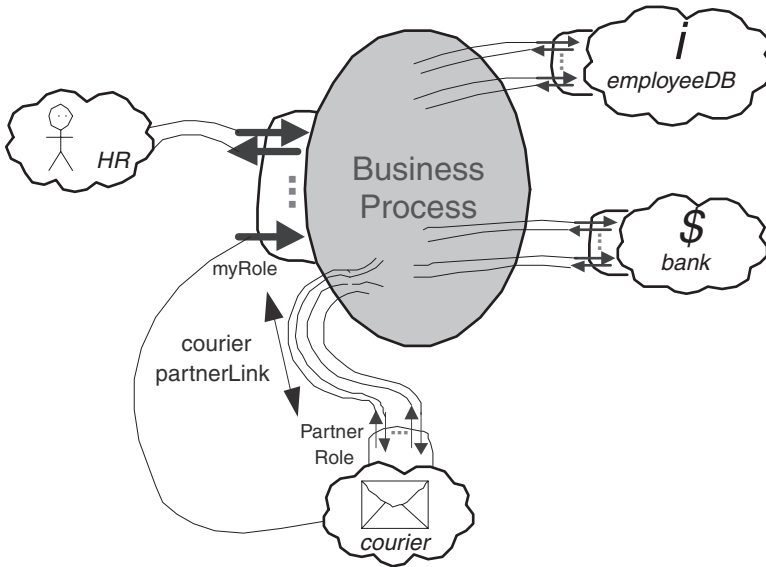 i
employeeDB
HR
Business
Process
$
bank
myRole
courier
partnerLink
Partner
Role
courier